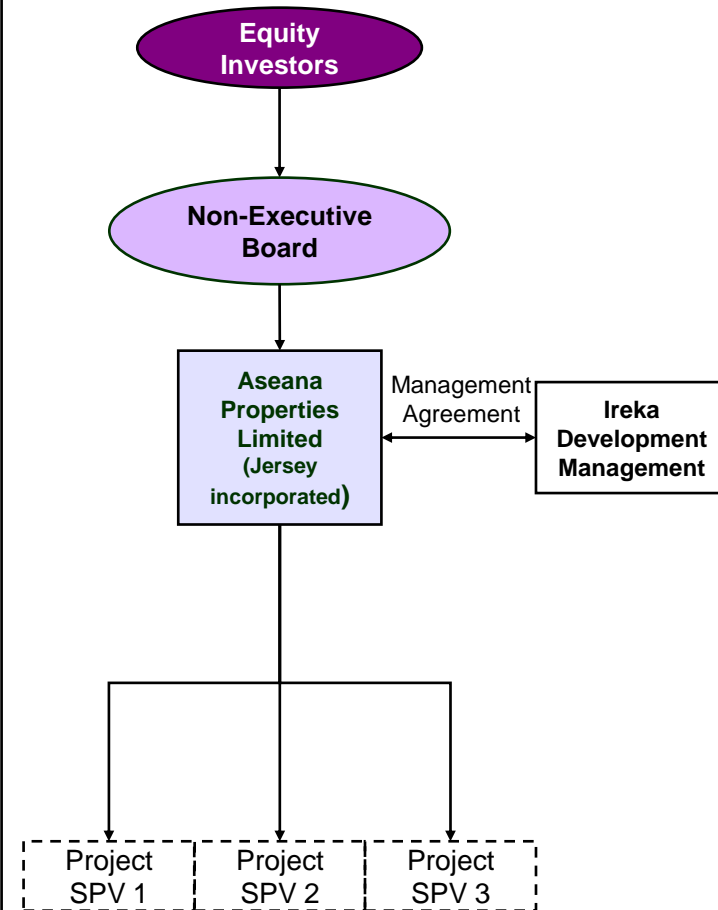 Equity
Investors
Non-Executive
Board
Aseana
Properties
Limited
(Jersey
incorporated)
Management
Agreement
Ireka
Development
Management
Project
SPV 1
Project
SPV 2
Project
SPV 3